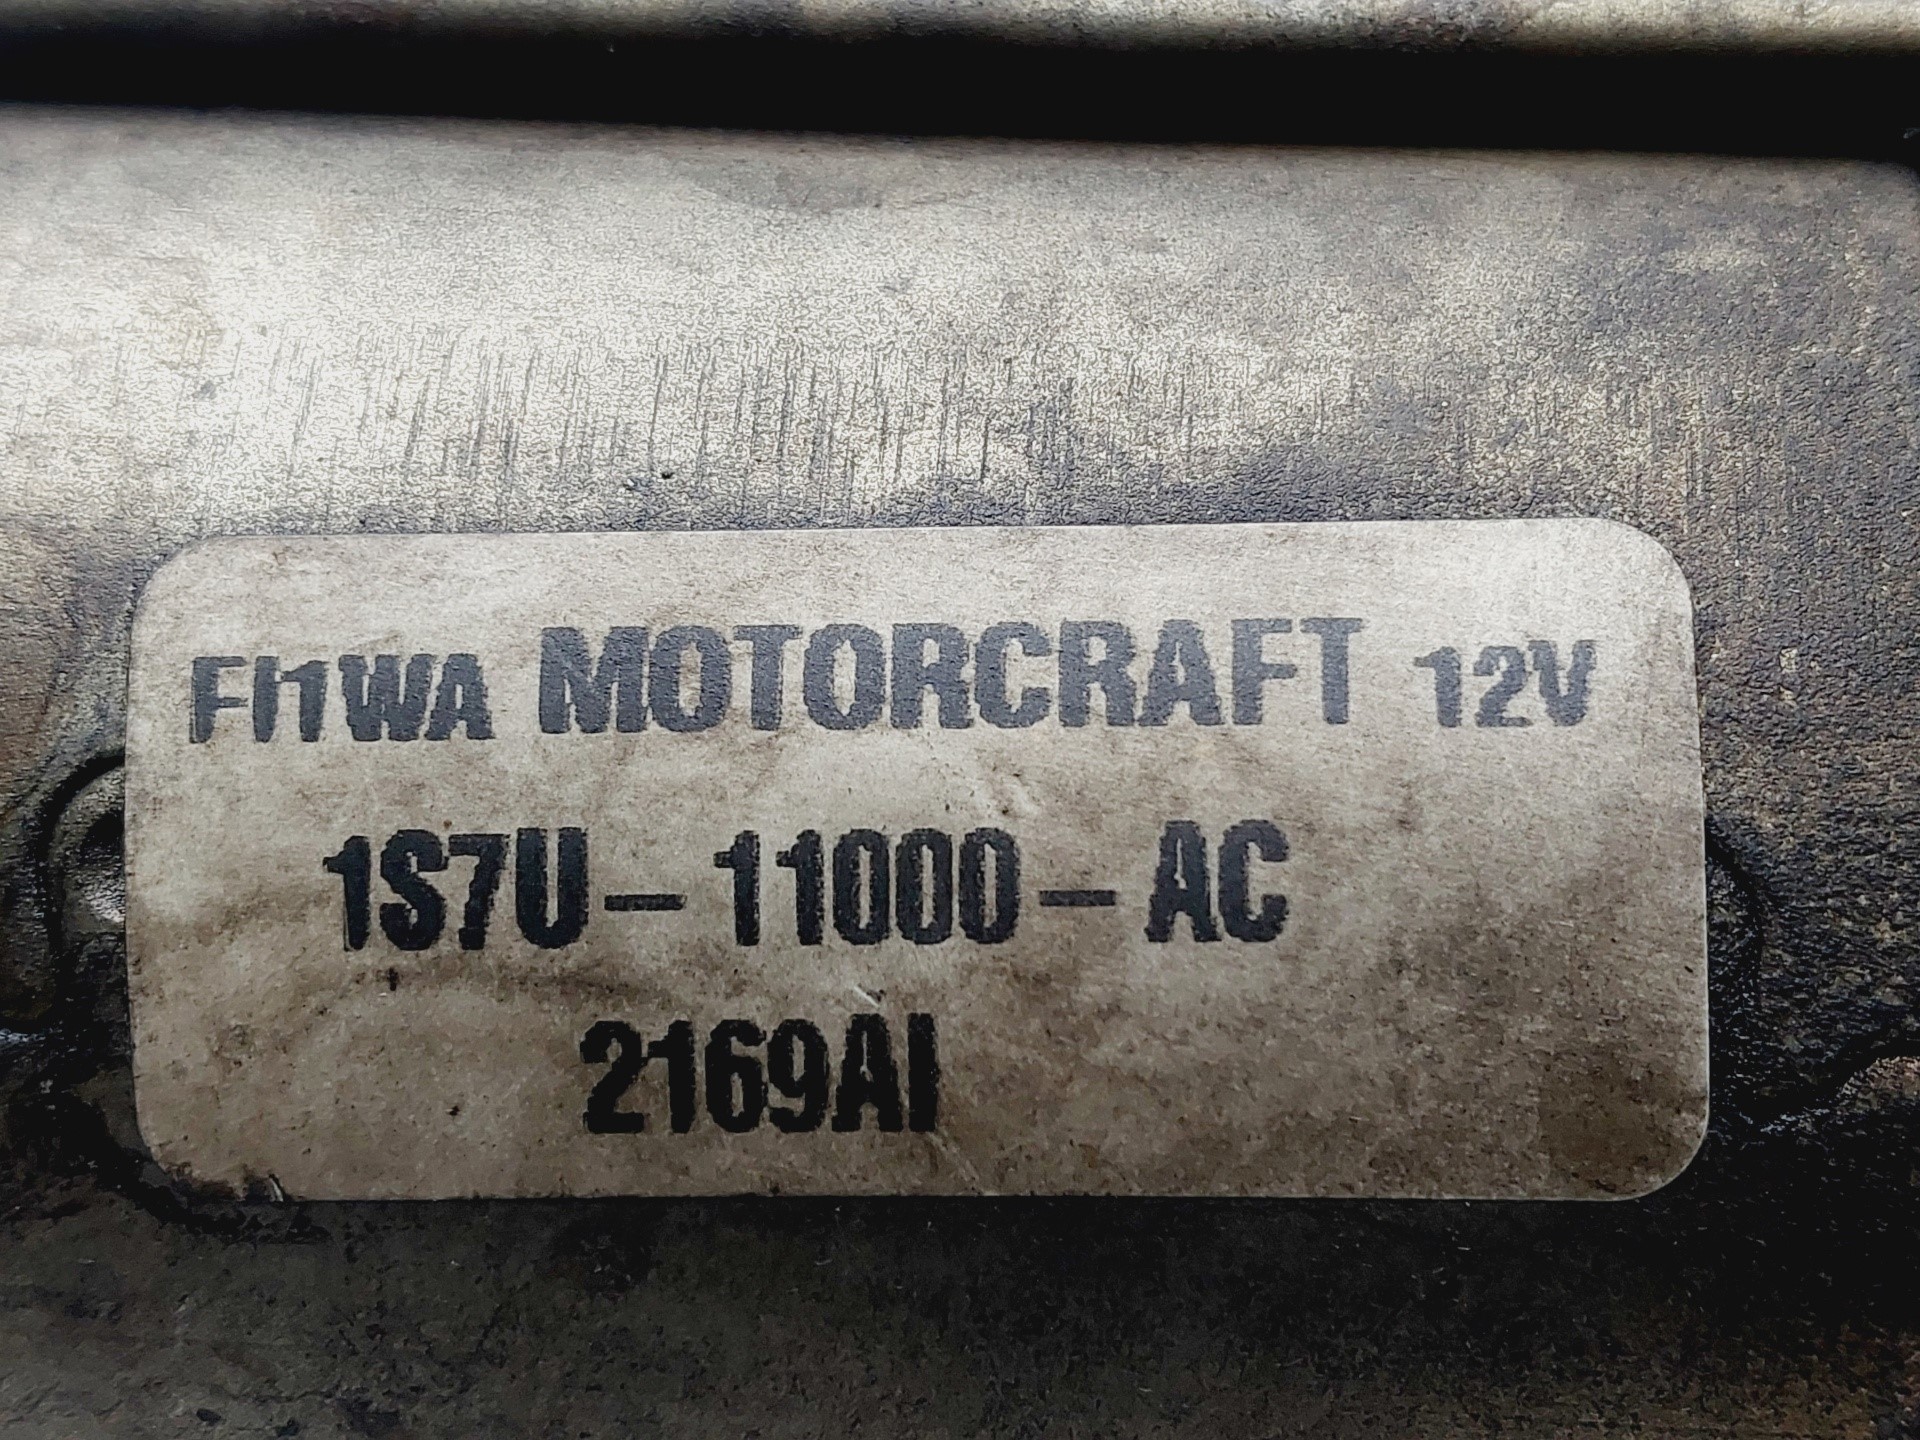 FI1WA MOTORCRAFT 12V
1S7U-11000-AC
2169AI